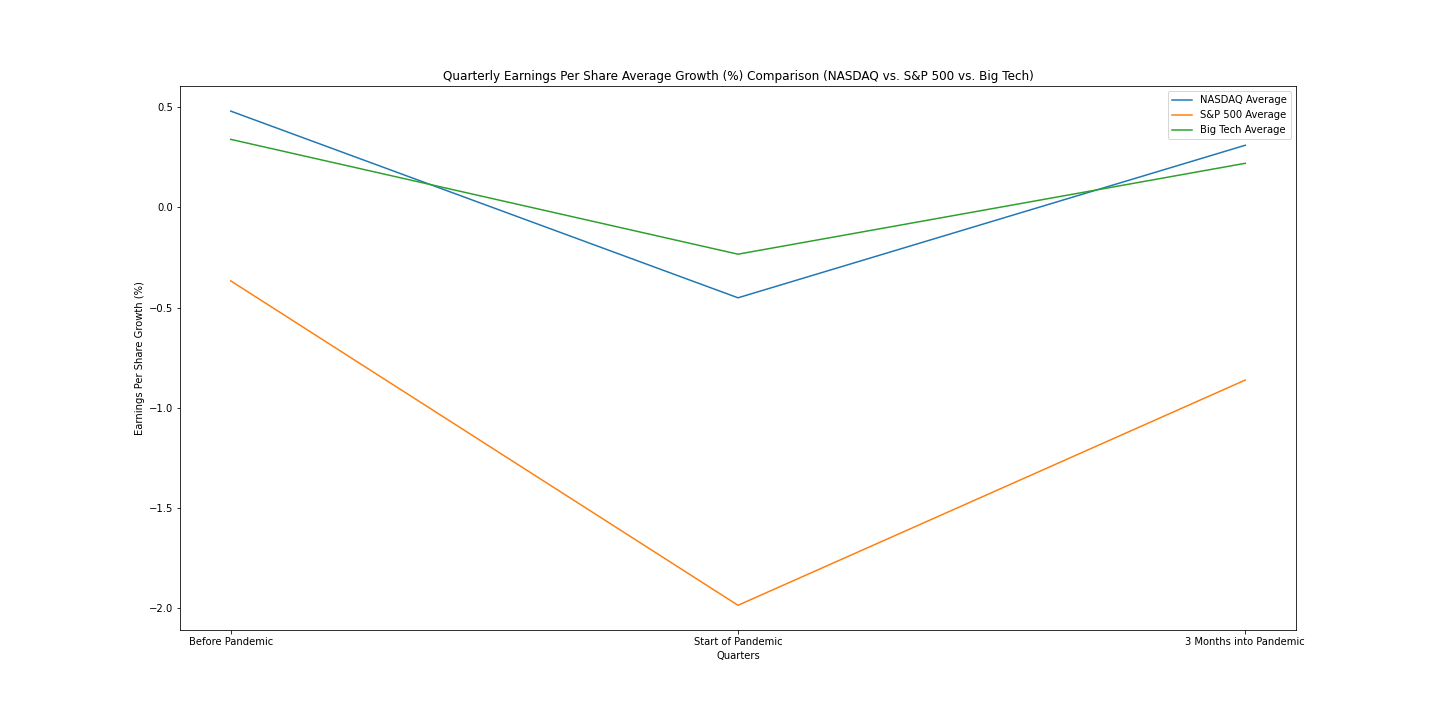 Quarterly Earnings Per Share Average Growth (%) Comparison (NASDAQ vs. S&P 500 vs. Big Tech)
NASDAQ Average
S&P 500 Average
Big Tech Average
Earnings Per Share Growth (%)
0.5
0.0
−0.5
−1.0
−1.5
−2.0
Before Pandemic
Start of Pandemic
3 Months into Pandemic
Quarters